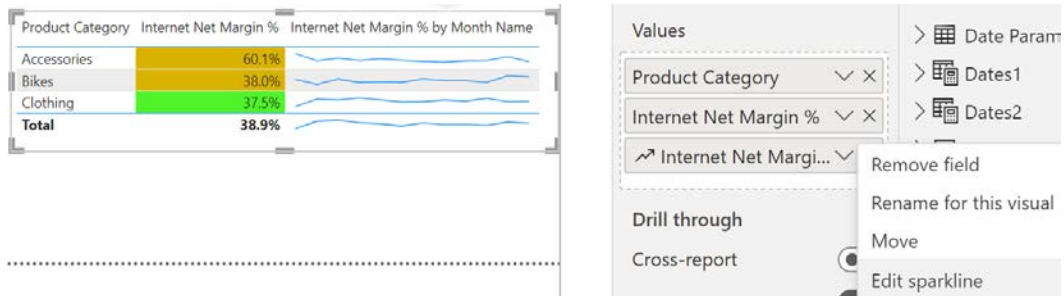 Product Category Internet Net Margin % Internet Net Margin % by Month Name
Accessories 60.1%
Bikes 38.0%
Clothing 37.5%
Total 38.9%
Values
Product Category
Internet Net Margin %
Internet Net Margi...
Drill through
Cross-report
Date Param
Dates1
Dates2
Remove field
Rename for this visual
Move
Edit sparkline